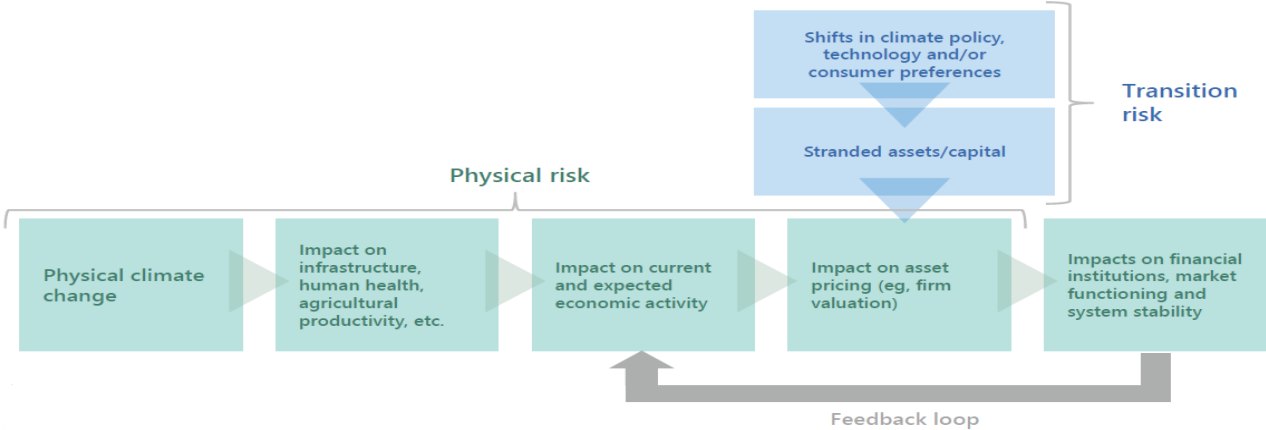 Shifts in climate policy,
technology and/or
consumer preferences
Transition
risk
Stranded assets/capital
Physical risk
Physical climate
change
Impact on
infrastructure,
human health,
agricultural
productivity, etc.
Impact on current
and expected
economic activity
Impact on asset
pricing (eg, firm
valuation)
Impacts on financial
institutions, market
functioning and
system stability
Feedback loop